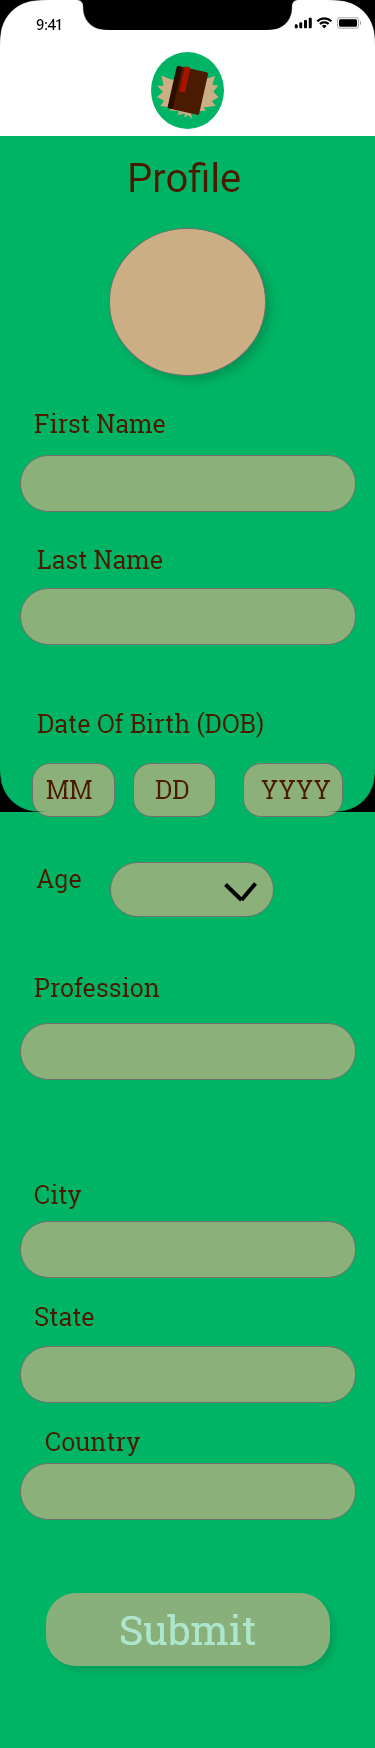 9:41
Profile
First Name
Last Name
Date Of Birth (DOB)
MM DD YYYY
Age
Profession
City
State
Country
Submit